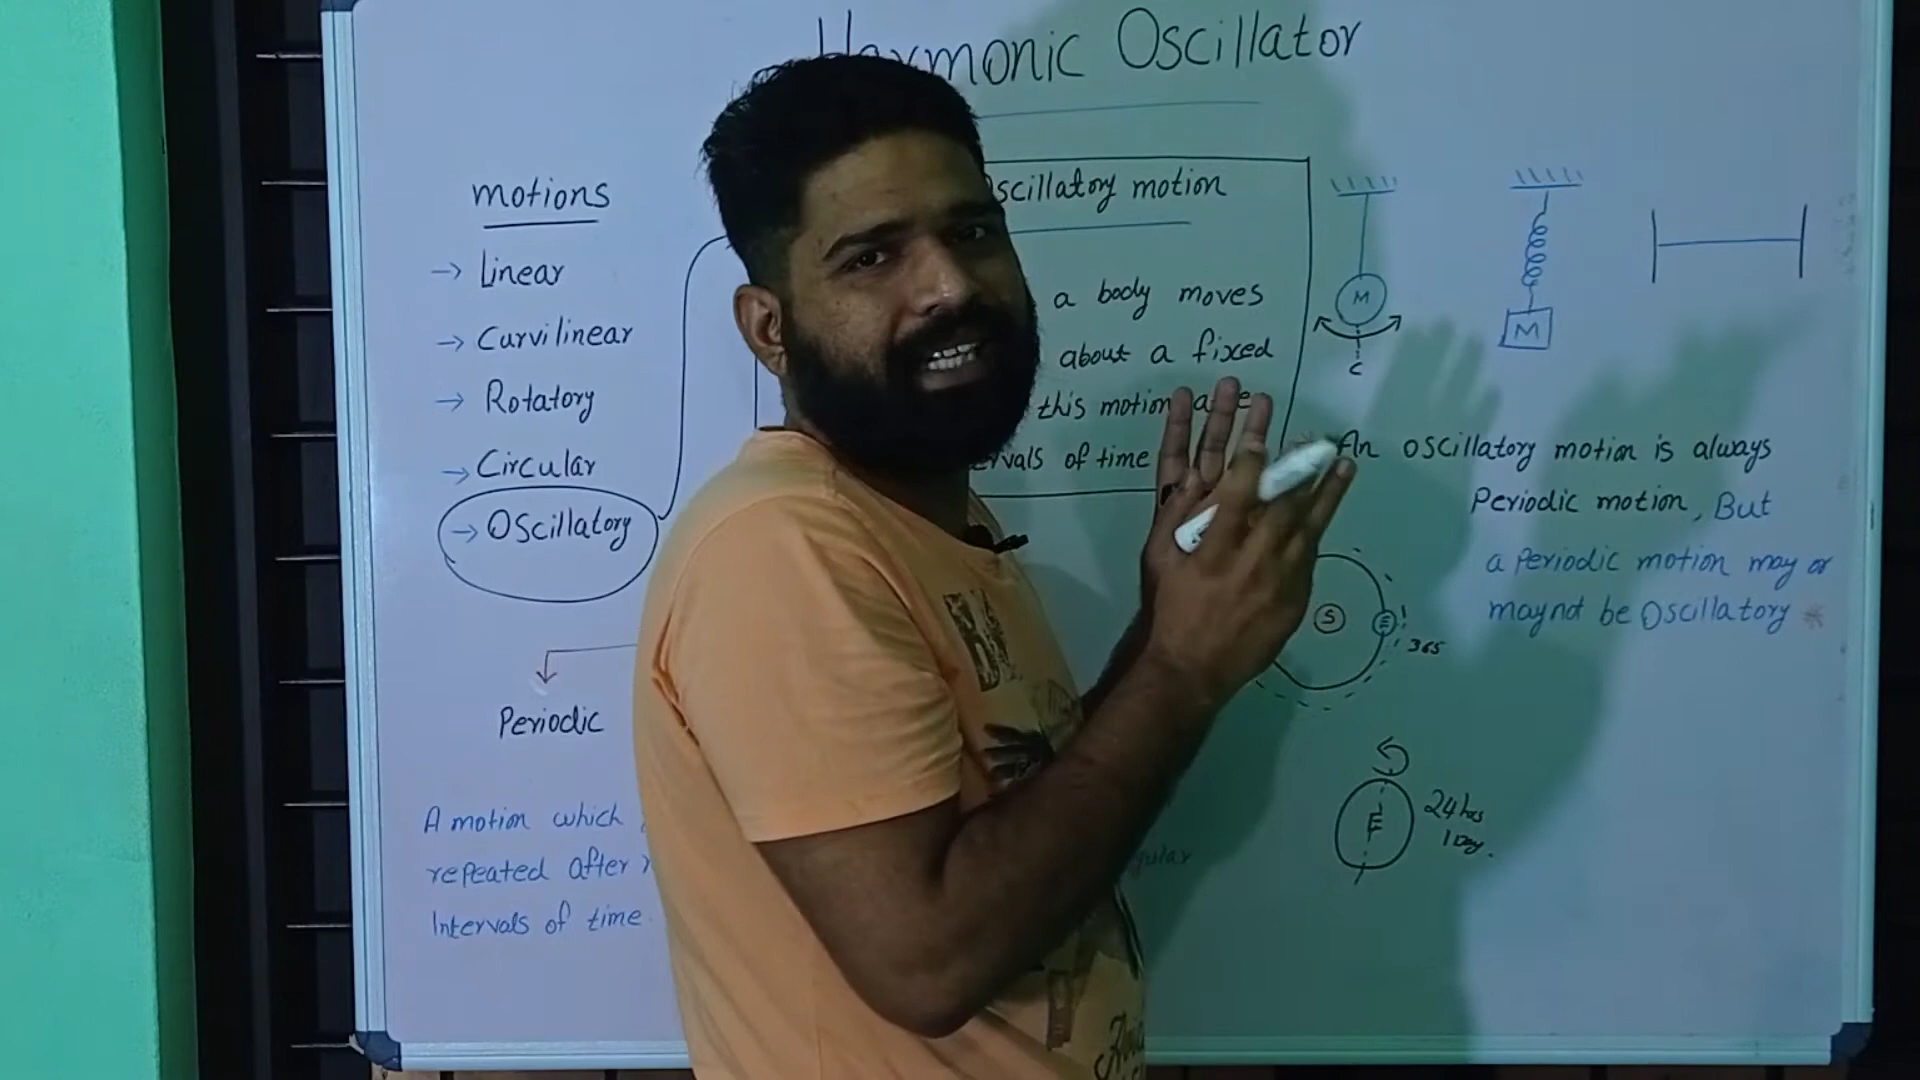 Harmonic Oscillator
motions
→ Linear
→ Curvilinear
→ Rotatory
→ Circular
→ Oscillatory
Periodic
A motion which
repeated after
Intervals of time.
Oscillatory motion
a body moves
about a fixed
this motion
of time
M
C
M
An oscillatory motion is always
Periodic motion, But
a Periodic motion may or
may not be Oscillatory
S
E
365
E
24 hrs
1 Day.